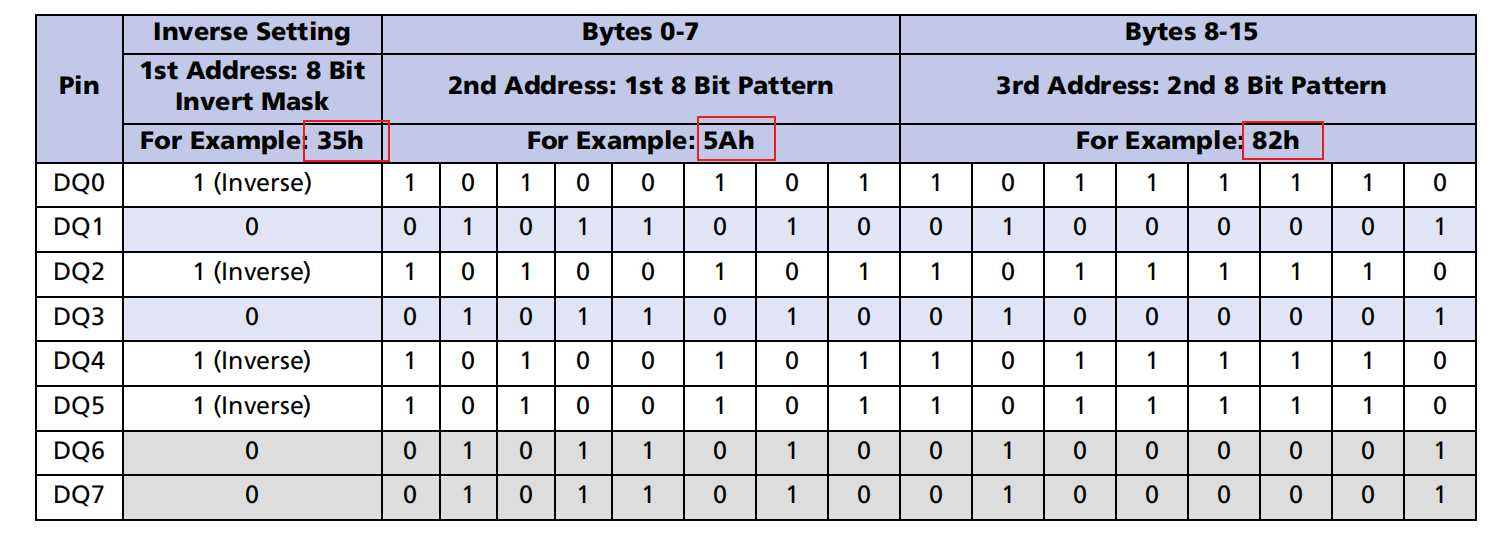 Pin Inverse Setting Bytes 0-7 Bytes 8-15
1st Address: 8 Bit Invert Mask 2nd Address: 1st 8 Bit Pattern 3rd Address: 2nd 8 Bit Pattern
For Example: 35h For Example: 5Ah For Example: 82h
DQ0 1 (Inverse) 1 0 1 0 0 1 0 1 1 0 1 1 1 1 1 0
DQ1 0 0 1 0 1 1 0 1 0 0 1 0 0 0 0 0 1
DQ2 1 (Inverse) 1 0 1 0 0 1 0 1 1 0 1 1 1 1 1 0
DQ3 0 0 1 0 1 1 0 1 0 0 1 0 0 0 0 0 1
DQ4 1 (Inverse) 1 0 1 0 0 1 0 1 1 0 1 1 1 1 1 0
DQ5 1 (Inverse) 1 0 1 0 0 1 0 1 1 0 1 1 1 1 1 0
DQ6 0 0 1 0 1 1 0 1 0 0 1 0 0 0 0 0 1
DQ7 0 0 1 0 1 1 0 1 0 0 1 0 0 0 0 0 1